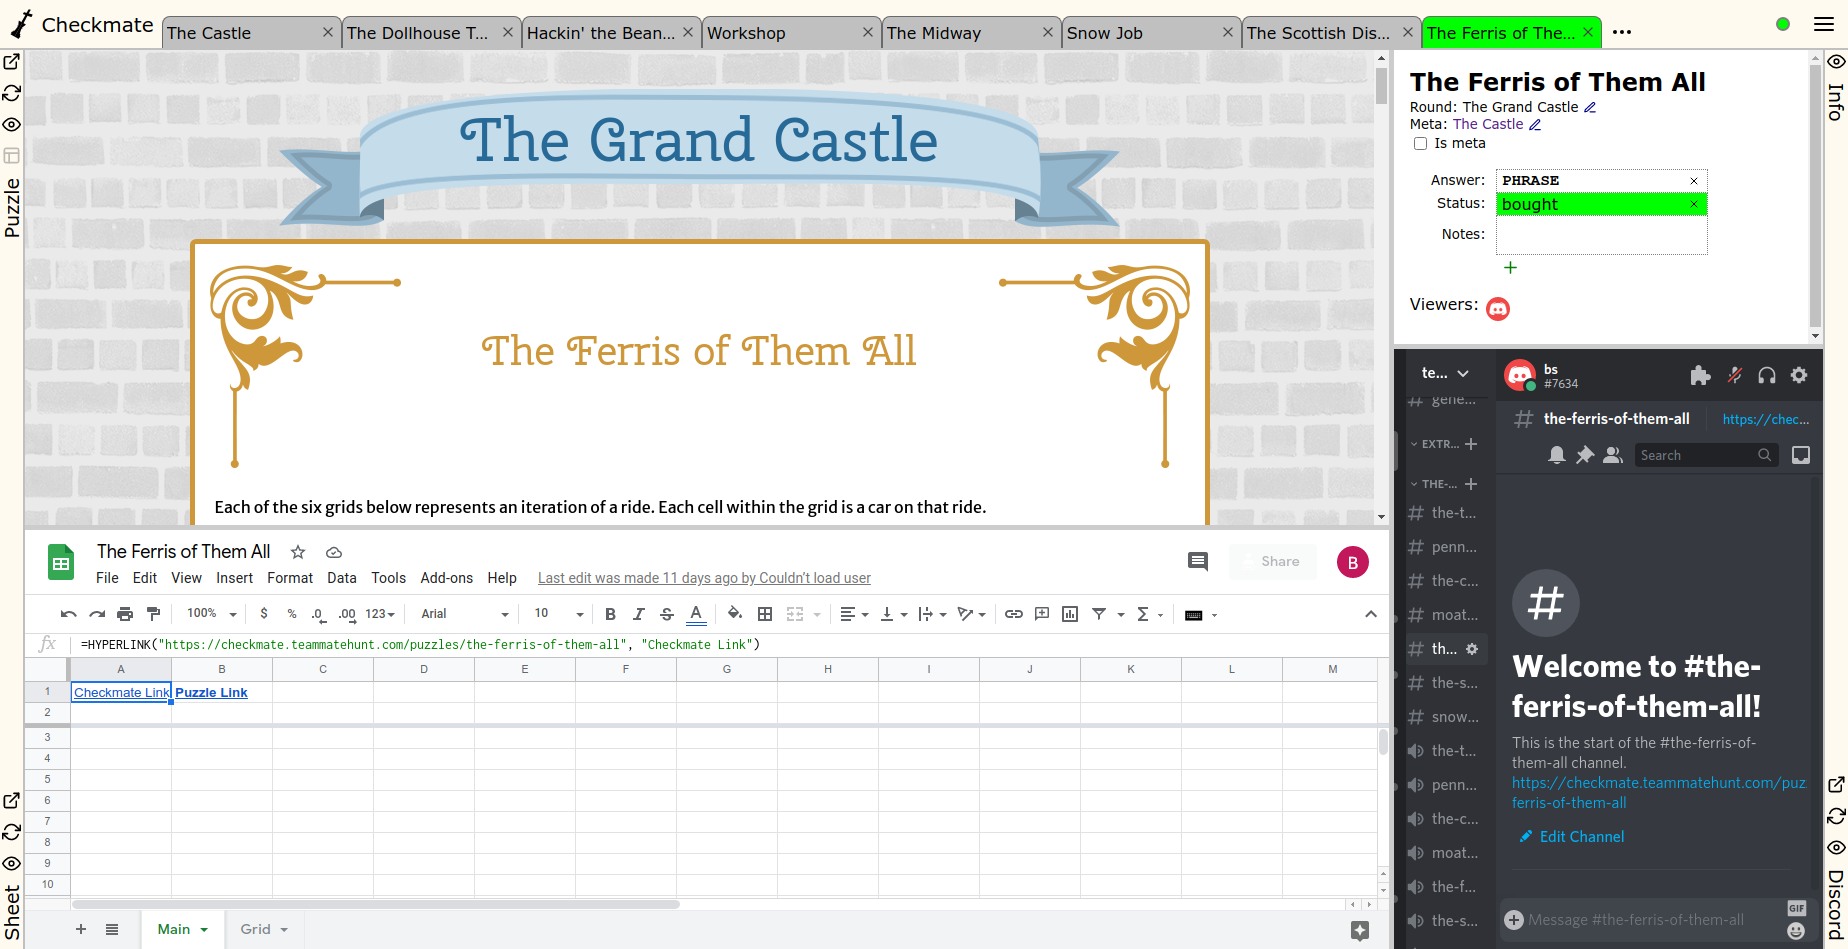 Checkmate
The Castle
The Dollhouse T...
Hackin' the Bean...
Workshop
The Midway
Snow Job
The Scottish Dis...
The Ferris of The...
Puzzle
The Grand Castle
The Ferris of Them All
Each of the six grids below represents an iteration of a ride. Each cell within the grid is a car on that ride.
Info
The Ferris of Them All
Round: The Grand Castle
Meta: The Castle
Is meta
Answer: PHRASE
Status: bought
Notes:
Viewers:
Sheet
The Ferris of Them All
Share
B
File Edit View Insert Format Data Tools Add-ons Help Last edit was made 11 days ago by Couldn't load user
100% $ % .0 .00 123 Arial 10 B I S A
fx =HYPERLINK("https://checkmate.teammatehunt.com/puzzles/the-ferris-of-them-all", "Checkmate Link")
A B C D E F G H I J K L M
1 Checkmate Link Puzzle Link
2
3
4
5
6
7
8
9
10
Main Grid
Discord
te...
gene...
EXTR...
THE-...
the-t...
penn...
the-c...
moat...
th...
the-s...
snow...
the-t...
penn...
the-c...
moat...
the-f...
the-s...
bs
#7634
the-ferris-of-them-all https://chec...
Search
Welcome to #the-
ferris-of-them-all!
This is the start of the #the-ferris-of-
them-all channel.
https://checkmate.teammatehunt.com/puz
ferris-of-them-all
Edit Channel
Message #the-ferris-of-them-all
GIF